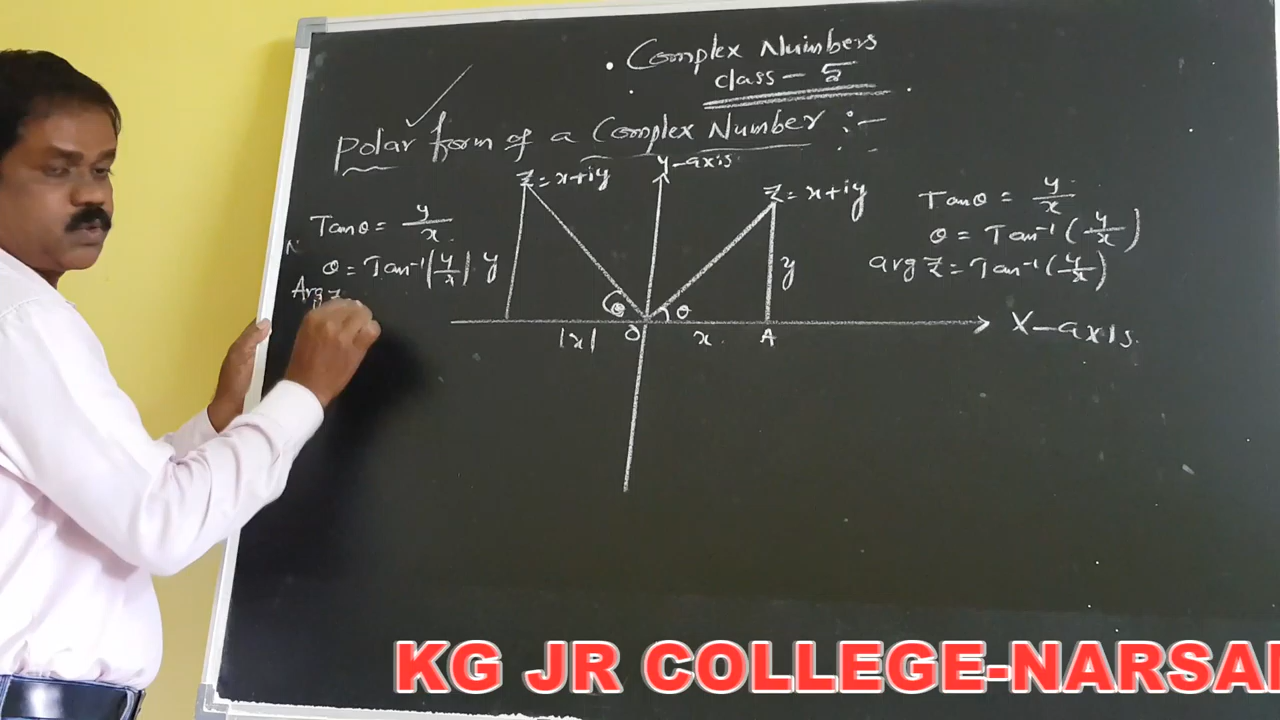 Complex Numbers
class - 5
Polar form of a Complex Number :-
y-axis
z = x+iy
z = x+iy
Tanθ = y/x
θ = Tan⁻¹|y/x|
Arg z
y
θ
|x|
O
θ
x
A
y
X-axis
Tanθ = y/x
θ = Tan⁻¹(y/x)
arg z = Tan⁻¹(y/x)
KG JR COLLEGE-NARSA